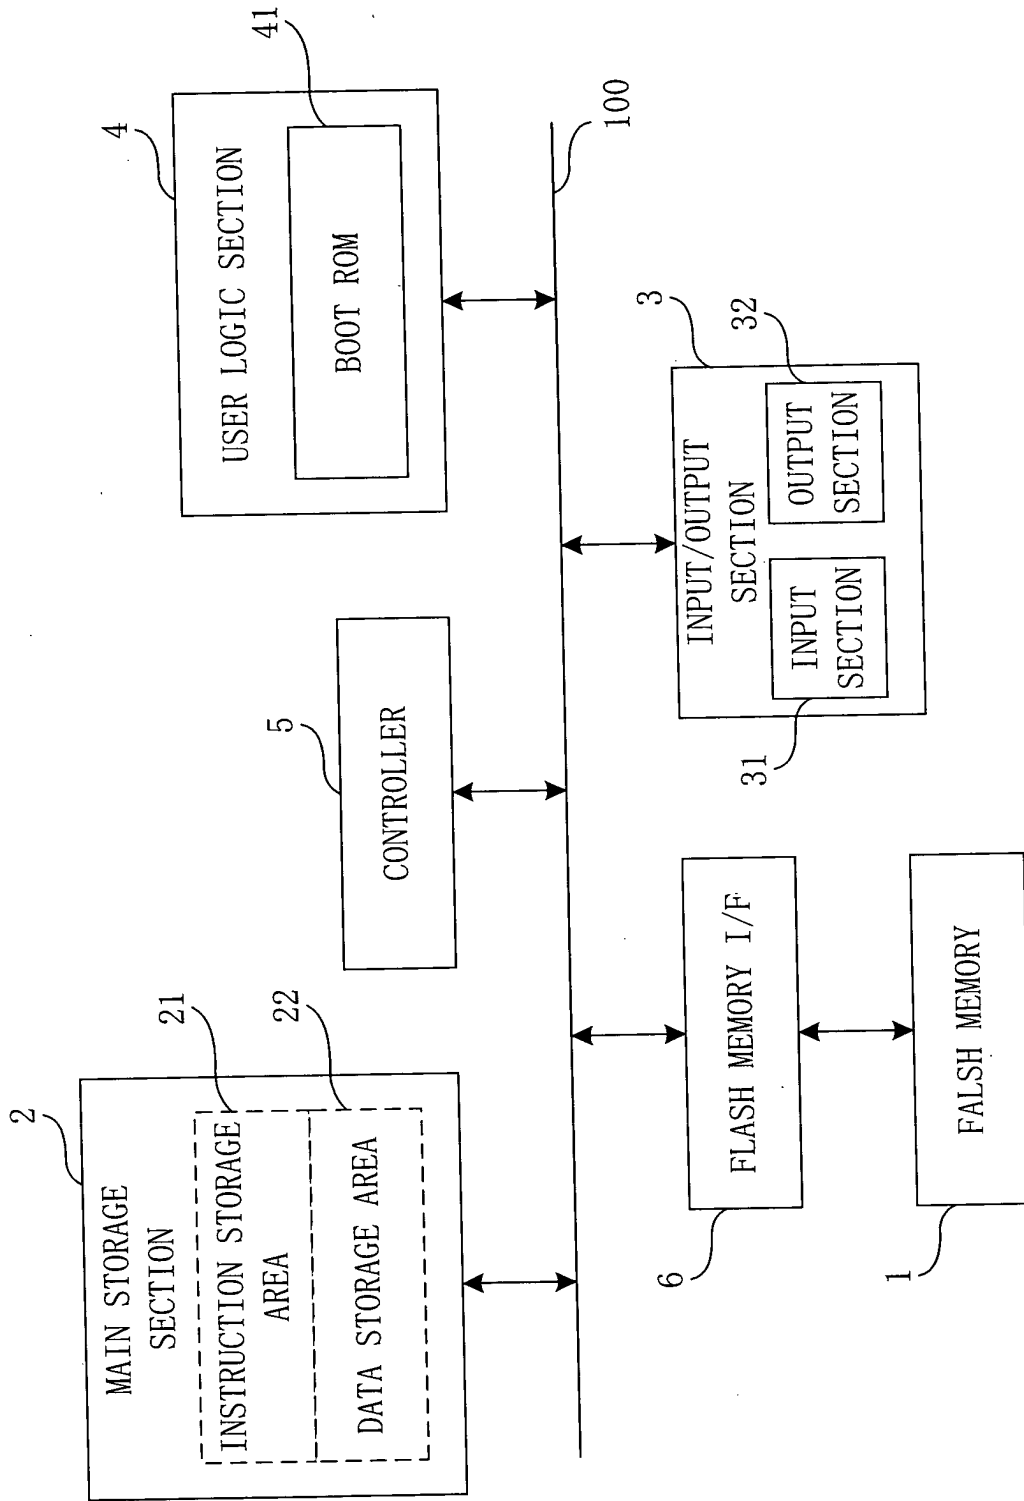 2
MAIN STORAGE
SECTION
21
INSTRUCTION STORAGE
AREA
22
DATA STORAGE AREA
5
CONTROLLER
4
USER LOGIC SECTION
41
BOOT ROM
100
6
FLASH MEMORY I/F
1
FALSH MEMORY
3
INPUT/OUTPUT
SECTION
31
INPUT
SECTION
32
OUTPUT
SECTION